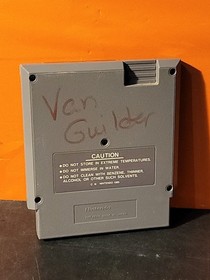 Van
Guilder
CAUTION
• DO NOT STORE IN EXTREME TEMPERATURES.
• DO NOT IMMERSE IN WATER.
• DO NOT CLEAN WITH BENZENE, THINNER,
ALCOHOL OR OTHER SUCH SOLVENTS.